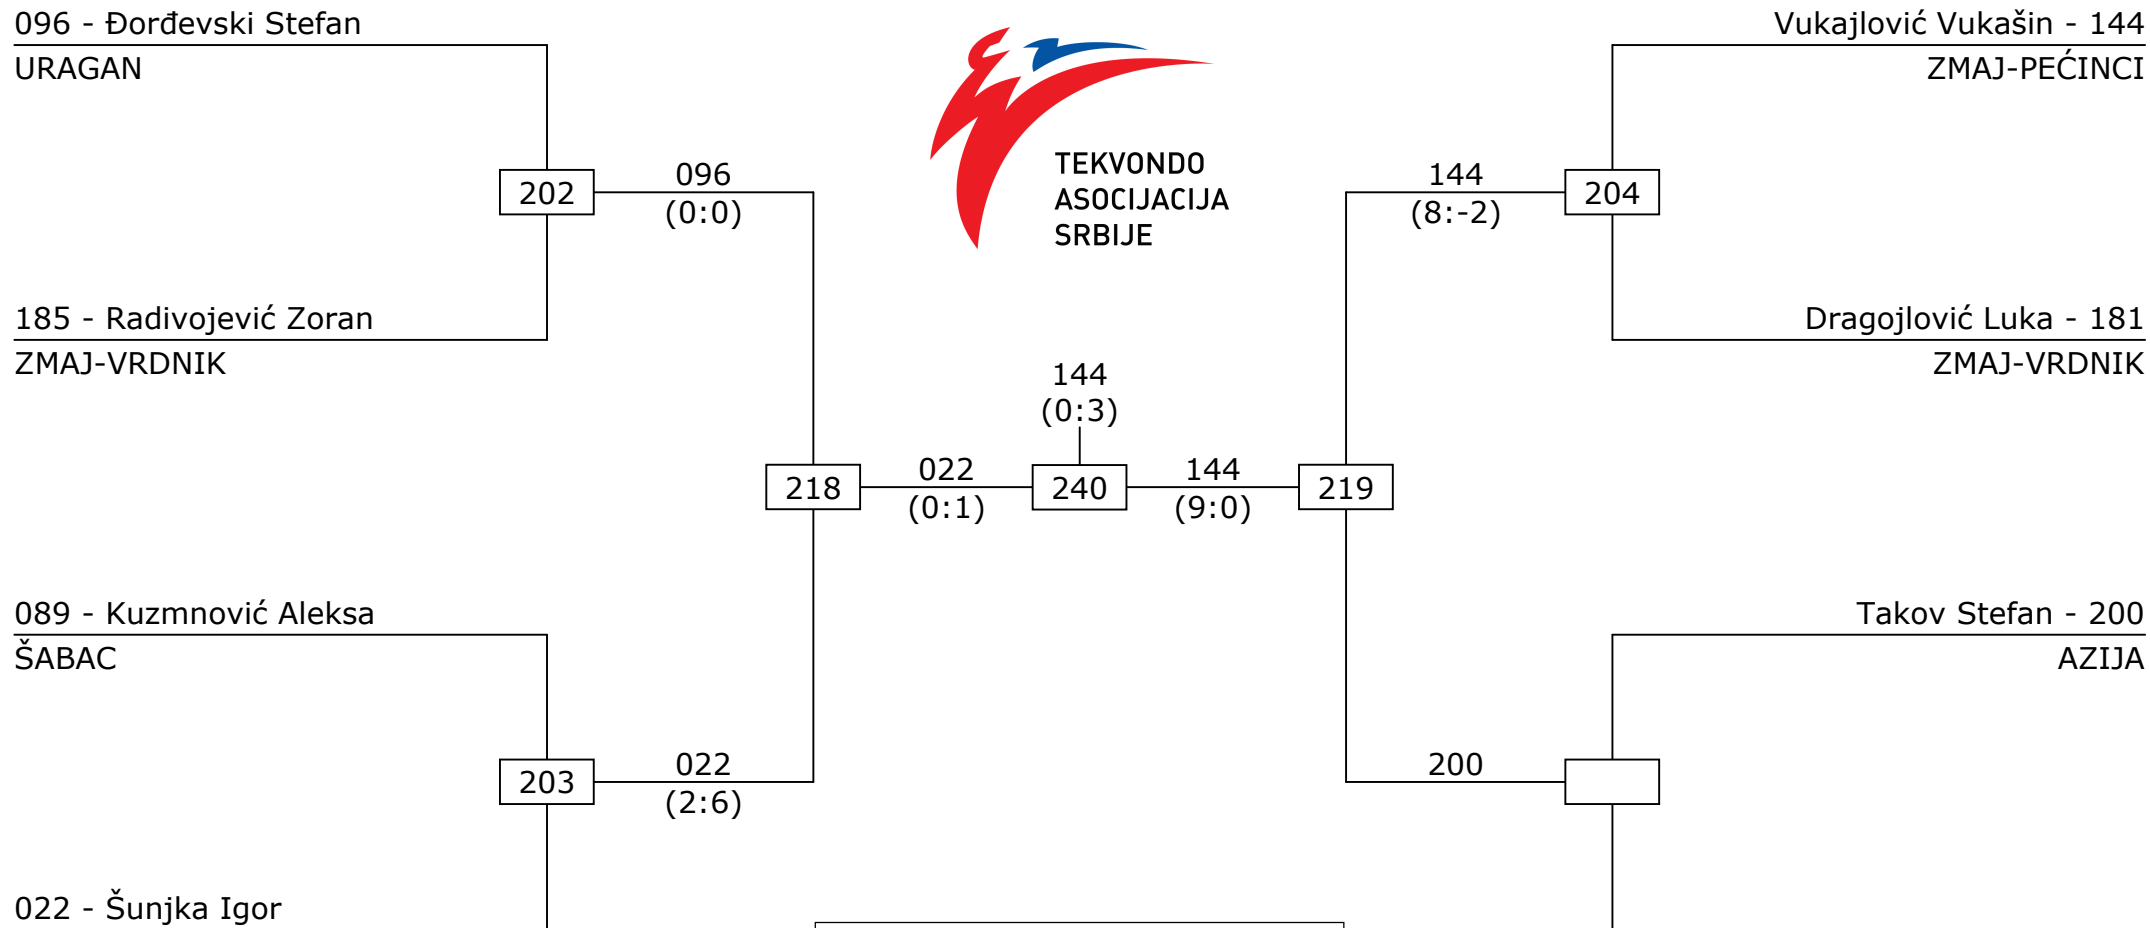 096 - Đorđevski Stefan
URAGAN
Vukajlović Vukašin - 144
ZMAJ-PEĆINCI
TEKVONDO
ASOCIJACIJA
SRBIJE
202
096
(0:0)
144
(8:-2)
204
185 - Radivojević Zoran
ZMAJ-VRDNIK
Dragojlović Luka - 181
ZMAJ-VRDNIK
144
(0:3)
218
022
(0:1)
240
144
(9:0)
219
089 - Kuzmnović Aleksa
ŠABAC
Takov Stefan - 200
AZIJA
203
022
(2:6)
200
022 - Šunjka Igor